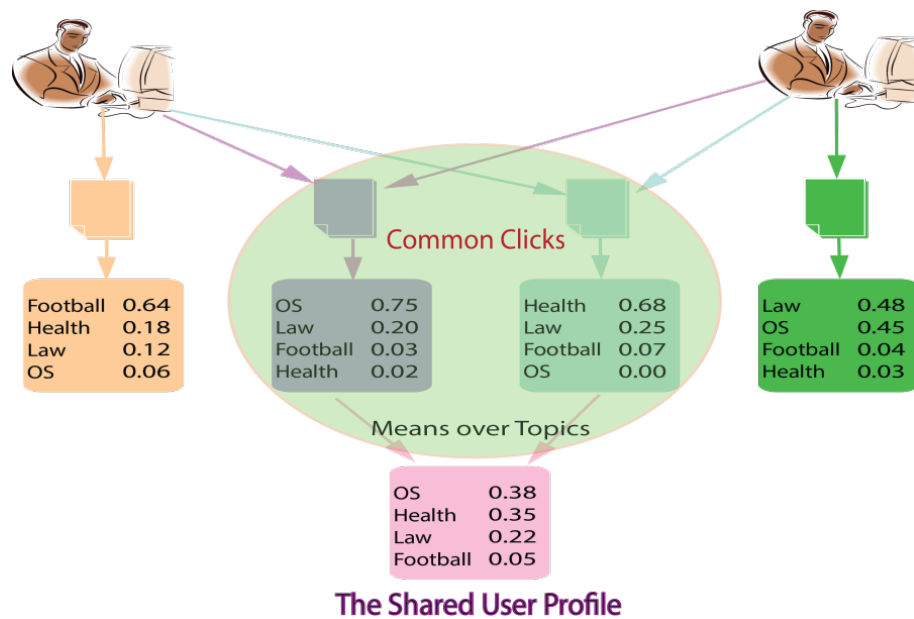 Common Clicks
Football 0.64
Health 0.18
Law 0.12
OS 0.06
OS 0.75
Law 0.20
Football 0.03
Health 0.02
Health 0.68
Law 0.25
Football 0.07
OS 0.00
Law 0.48
OS 0.45
Football 0.04
Health 0.03
Means over Topics
OS 0.38
Health 0.35
Law 0.22
Football 0.05
The Shared User Profile